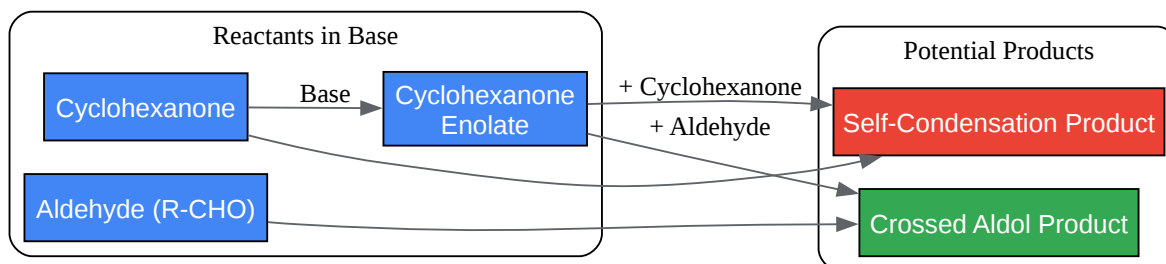 Reactants in Base
Cyclohexanone
Base
Cyclohexanone
Enolate
Aldehyde (R-CHO)
+ Cyclohexanone
+ Aldehyde
Potential Products
Self-Condensation Product
Crossed Aldol Product